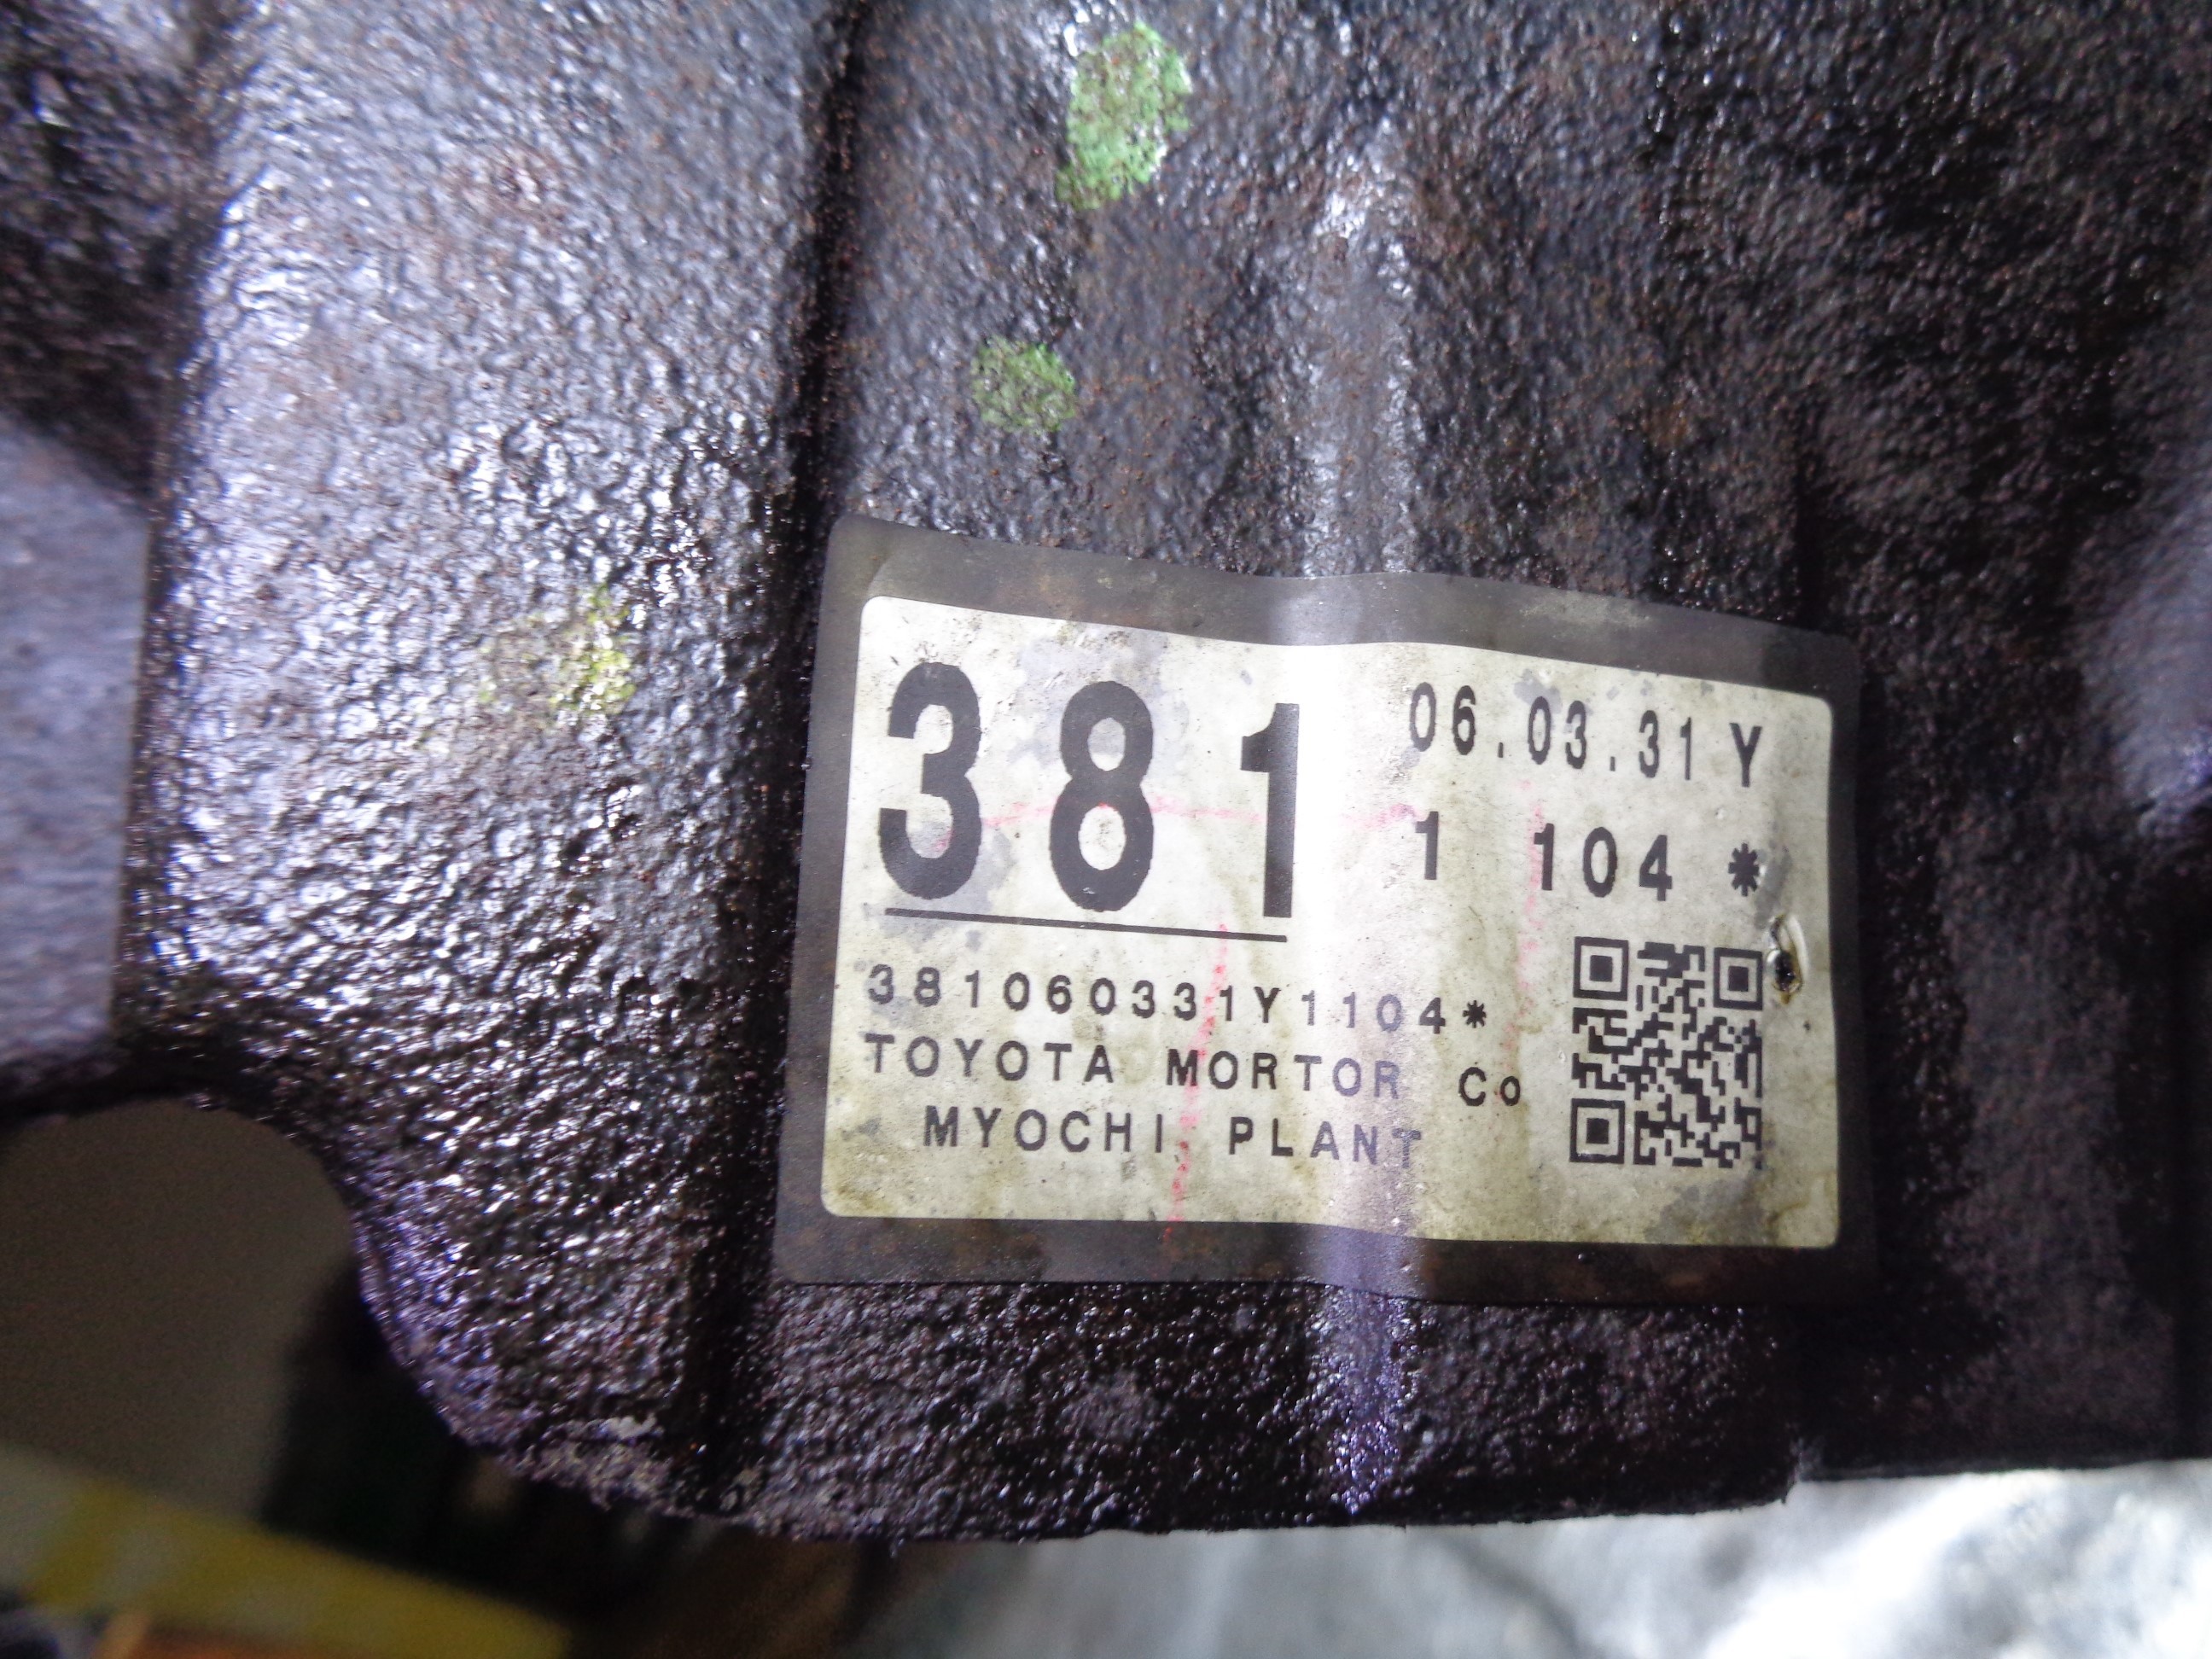 381 06.03.31 Y
1 104 *
381060331Y1104*
TOYOTA MORTOR Co
MYOCHI PLANT